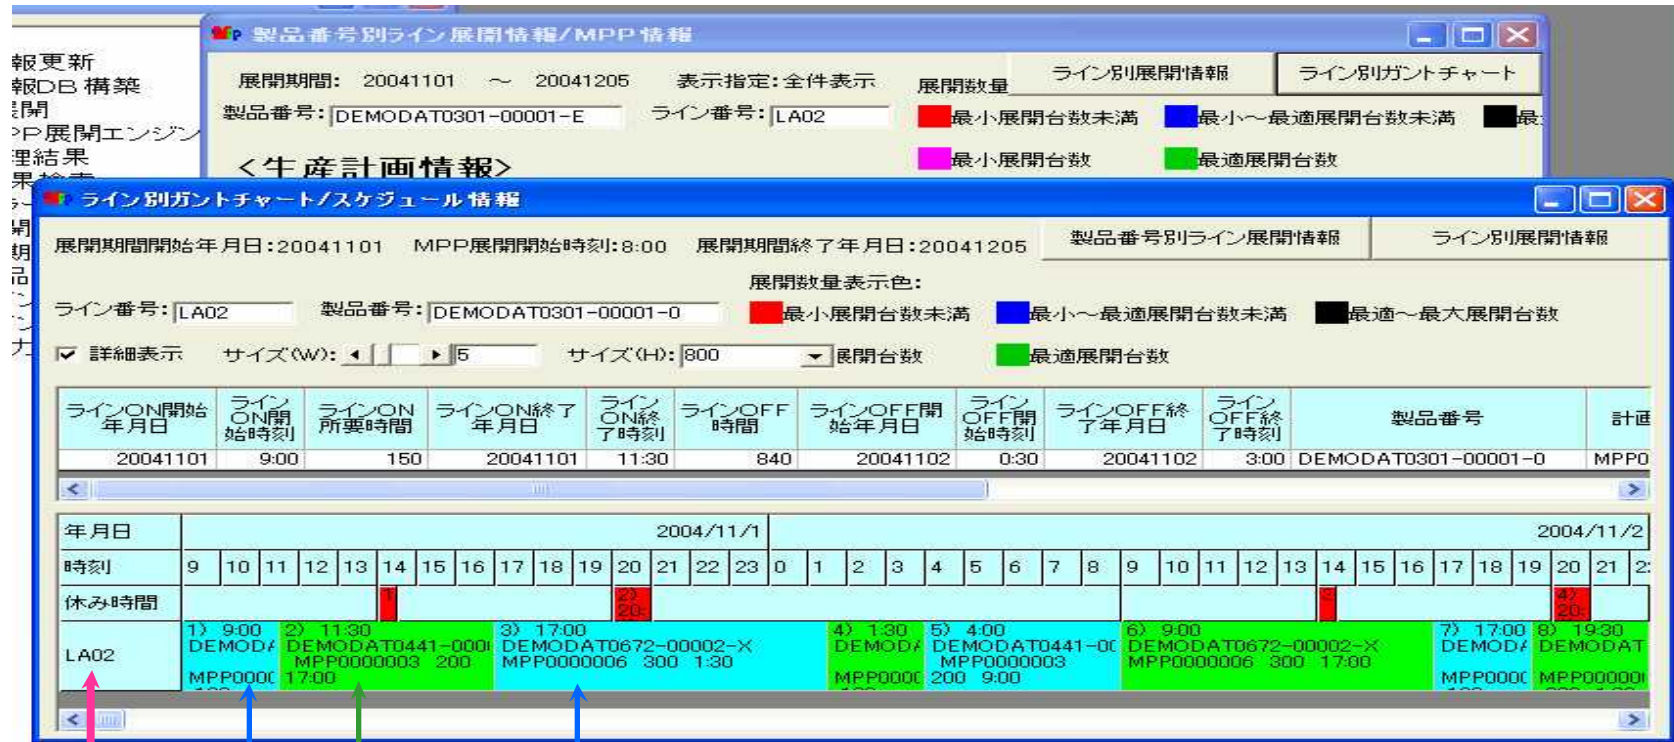 報更新
報DB 構築
展開
PP展開エンジン
理結果
製品番号別ライン展開情報/MPP情報
展開期間: 20041101 ～ 20041205 表示指定:全件表示 展開数量 ライン別展開情報 ライン別ガントチャート
製品番号: DEMODAT0301-00001-E ライン番号: LA02 最小展開台数未満 最小～最適展開台数未満
＜生産計画情報＞ 最小展開台数 最適展開台数
ライン別ガントチャート/スケジュール情報
展開期間開始年月日:20041101 MPP展開開始時刻:8:00 展開期間終了年月日:20041205 製品番号別ライン展開情報 ライン別展開情報
展開数量表示色:
ライン番号: LA02 製品番号: DEMODAT0301-00001-0 最小展開台数未満 最小～最適展開台数未満 最適～最大展開台数
詳細表示 サイズ(W): 5 サイズ(H): 800 展開台数 最適展開台数
ラインON開始年月日 ラインON開始時刻 ラインON所要時間 ラインON終了年月日 ラインON終了時刻 ラインOFF時間 ラインOFF開始年月日 ラインOFF開始時刻 ラインOFF終了年月日 ラインOFF終了時刻 製品番号 計画
20041101 9:00 150 20041101 11:30 840 20041102 0:30 20041102 3:00 DEMODAT0301-00001-0 MPP0
年月日 2004/11/1 2004/11/2
時刻 9 10 11 12 13 14 15 16 17 18 19 20 21 22 23 0 1 2 3 4 5 6 7 8 9 10 11 12 13 14 15 16 17 18 19 20 21 2
休み時間 1 2) 20: 3 4) 20:
LA02
1) 9:00 2) 11:30 3) 17:00 4) 1:30 5) 4:00 6) 9:00 7) 17:00 8) 19:30
DEMODA DEMODAT0441-000 DEMODAT0672-00002-X DEMODA DEMODAT0441-00 DEMODAT0672-00002-X DEMODA DEMODAT
MPP0000003 200 MPP0000006 300 1:30 MPP0000003 MPP0000006 300 17:00
MPP0000 17:00 MPP0000 200 9:00 MPP0000 MPP00000